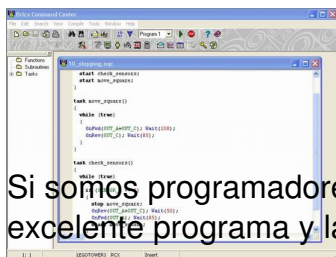 Bricx Command Center
File Edit Search View Compile Tools Window Help
Program 1
Functions
Subroutines
Tasks
10_stopping.nqc
start check_sensors;
start move_square;
}
task move_square()
{
while (true)
{
OnFwd(OUT_A+OUT_C); Wait(100);
OnRev(OUT_C); Wait(85);
}
}
task check_sensors()
{
while (true)
stop move_square;
OnRev(OUT_A+OUT_C); Wait(50);
OnFwd(OUT_A); Wait(85);
Si somos programadore
excelente programa y la
1: 1 LEGOTOWER1 RCX Insert